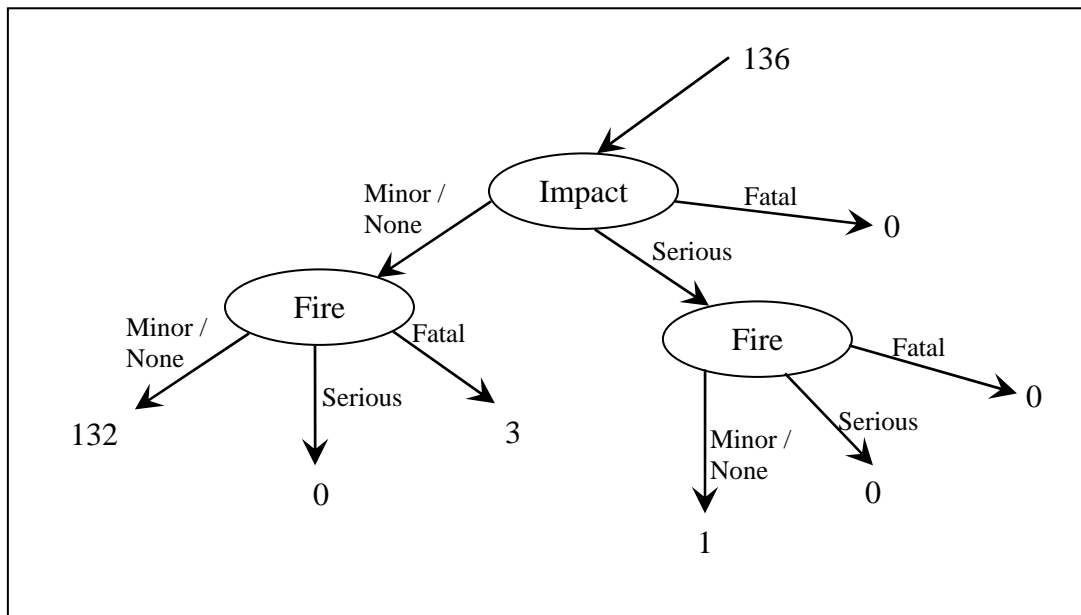 136
Impact
Minor /
None
Fatal
0
Serious
Fire
Minor /
None
Fatal
Serious
132
0
3
Fire
Fatal
0
Serious
0
Minor /
None
1